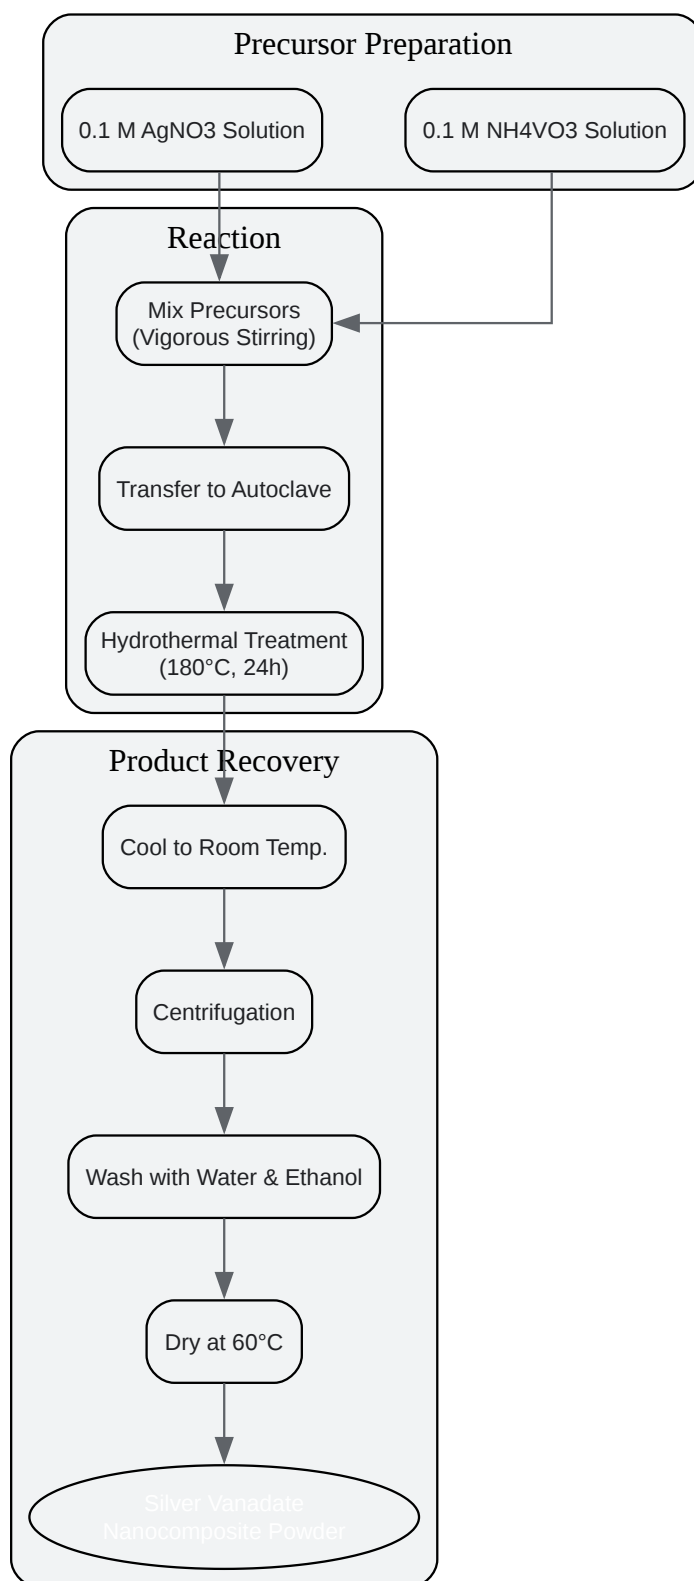 Precursor Preparation
0.1 M AgNO3 Solution
0.1 M NH4VO3 Solution
Reaction
Mix Precursors
(Vigorous Stirring)
Transfer to Autoclave
Hydrothermal Treatment
(180°C, 24h)
Product Recovery
Cool to Room Temp.
Centrifugation
Wash with Water & Ethanol
Dry at 60°C
Silver Vanadate
Nanocomposite Powder